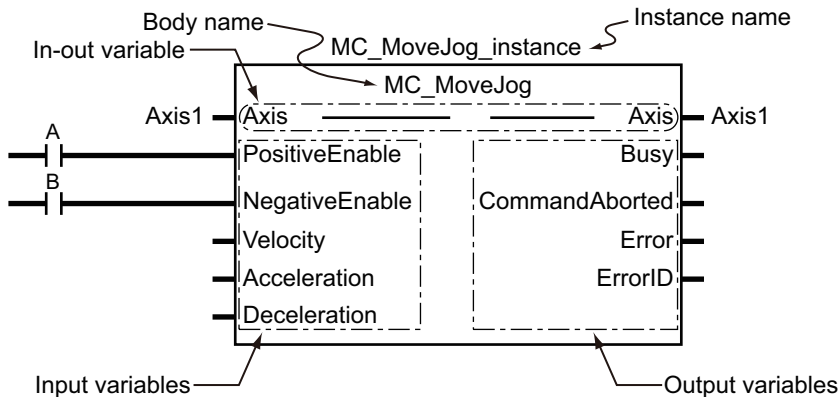 Body name
Instance name
In-out variable
MC_MoveJog_instance
MC_MoveJog
Axis1 Axis Axis Axis1
A
PositiveEnable Busy
B
NegativeEnable CommandAborted
Velocity Error
Acceleration ErrorID
Deceleration
Input variables Output variables